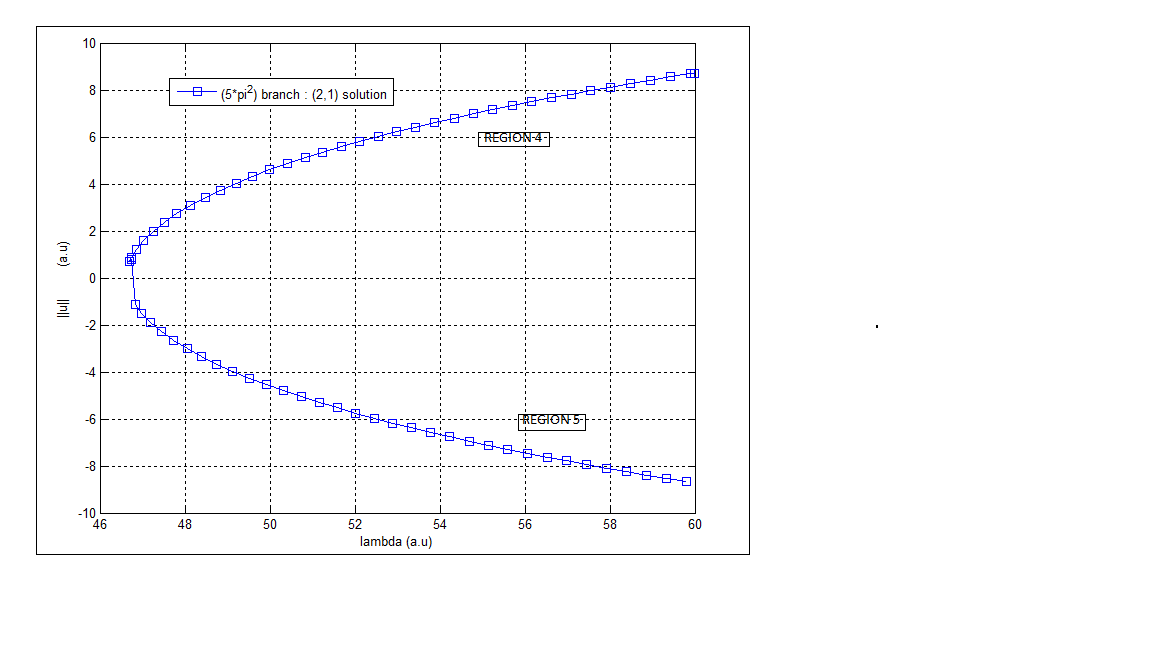 10
8
6
4
2
0
-2
-4
-6
-8
-10
||u|| (a.u)
(5*pi²) branch : (2,1) solution
REGION 4
REGION 5
46 48 50 52 54 56 58 60
lambda (a.u)